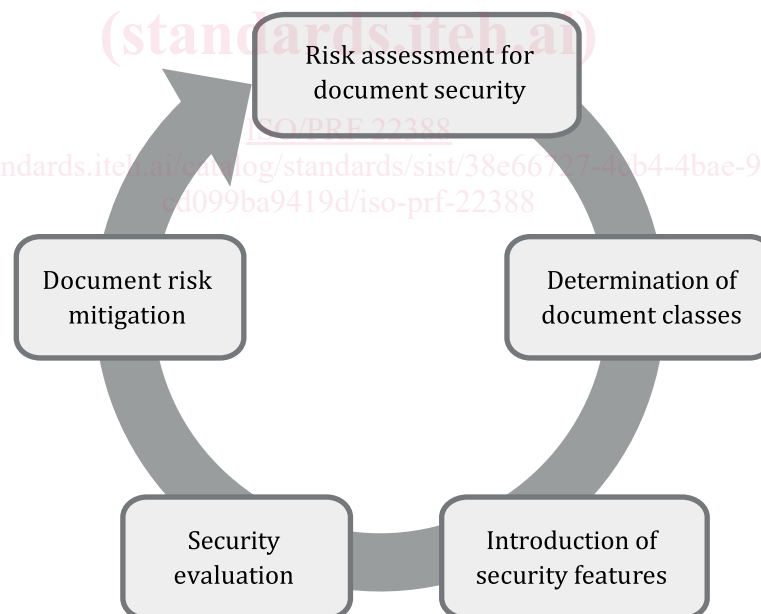 (standards.iteh.ai)
Risk assessment for
document security
ISO/PRF 22388
ndards.iteh.ai/catalog/standards/sist/38e66727-4cb4-4bae-9
cd099ba9419d/iso-prf-22388
Document risk
mitigation
Determination of
document classes
Security
evaluation
Introduction of
security features